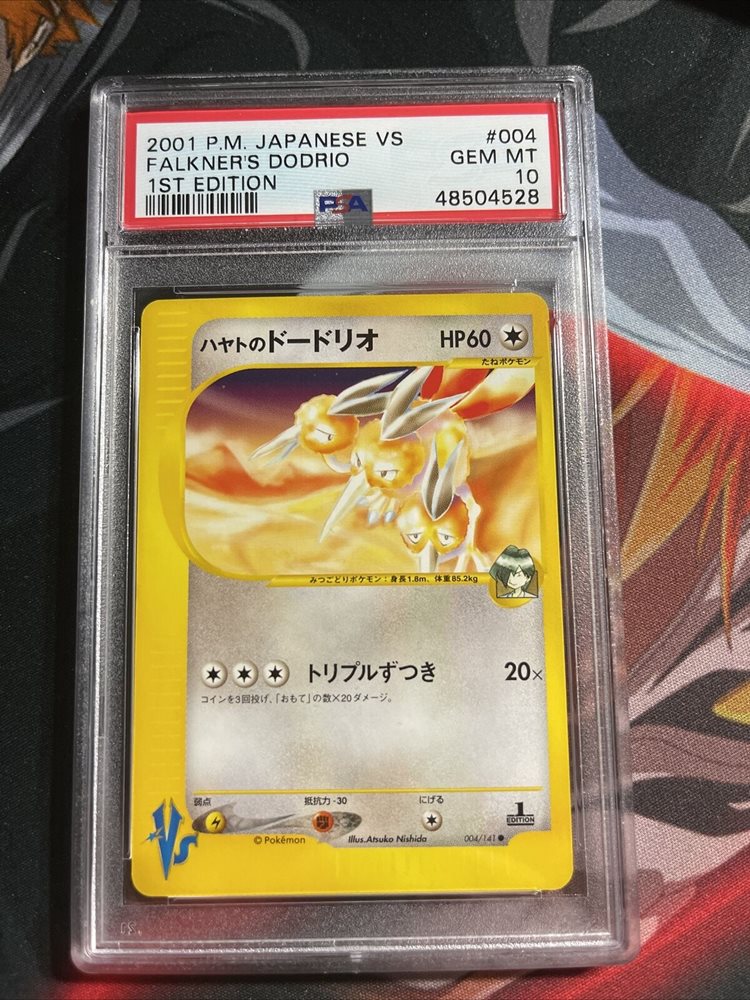 2001 P.M. JAPANESE VS #004
FALKNER'S DODRIO GEM MT
1ST EDITION 10
PSA 48504528
ハヤトのドードリオ HP60
たねポケモン
みつごどりポケモン：身長1.8m、体重85.2kg
トリプルずつき 20×
コインを3回投げ、「おもて」の数×20ダメージ。
弱点 抵抗力-30 にげる
1
EDITION
VS
© Pokémon Illus.Atsuko Nishida 004/141